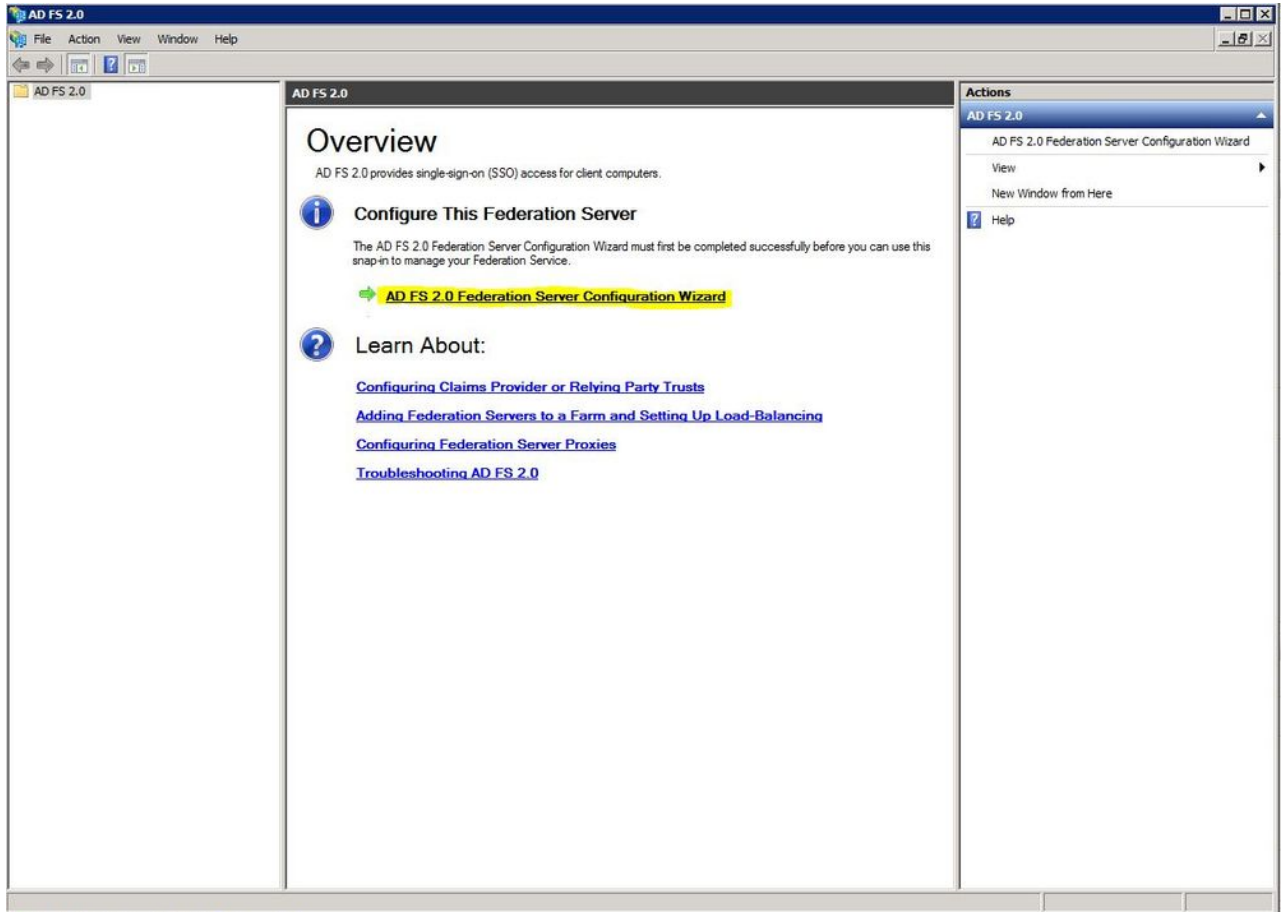 AD FS 2.0
File Action View Window Help
AD FS 2.0
AD FS 2.0
Overview
AD FS 2.0 provides single-sign-on (SSO) access for client computers.
Configure This Federation Server
The AD FS 2.0 Federation Server Configuration Wizard must first be completed successfully before you can use this
snap-in to manage your Federation Service.
AD FS 2.0 Federation Server Configuration Wizard
Learn About:
Configuring Claims Provider or Relying Party Trusts
Adding Federation Servers to a Farm and Setting Up Load-Balancing
Configuring Federation Server Proxies
Troubleshooting AD FS 2.0
Actions
AD FS 2.0
AD FS 2.0 Federation Server Configuration Wizard
View
New Window from Here
Help